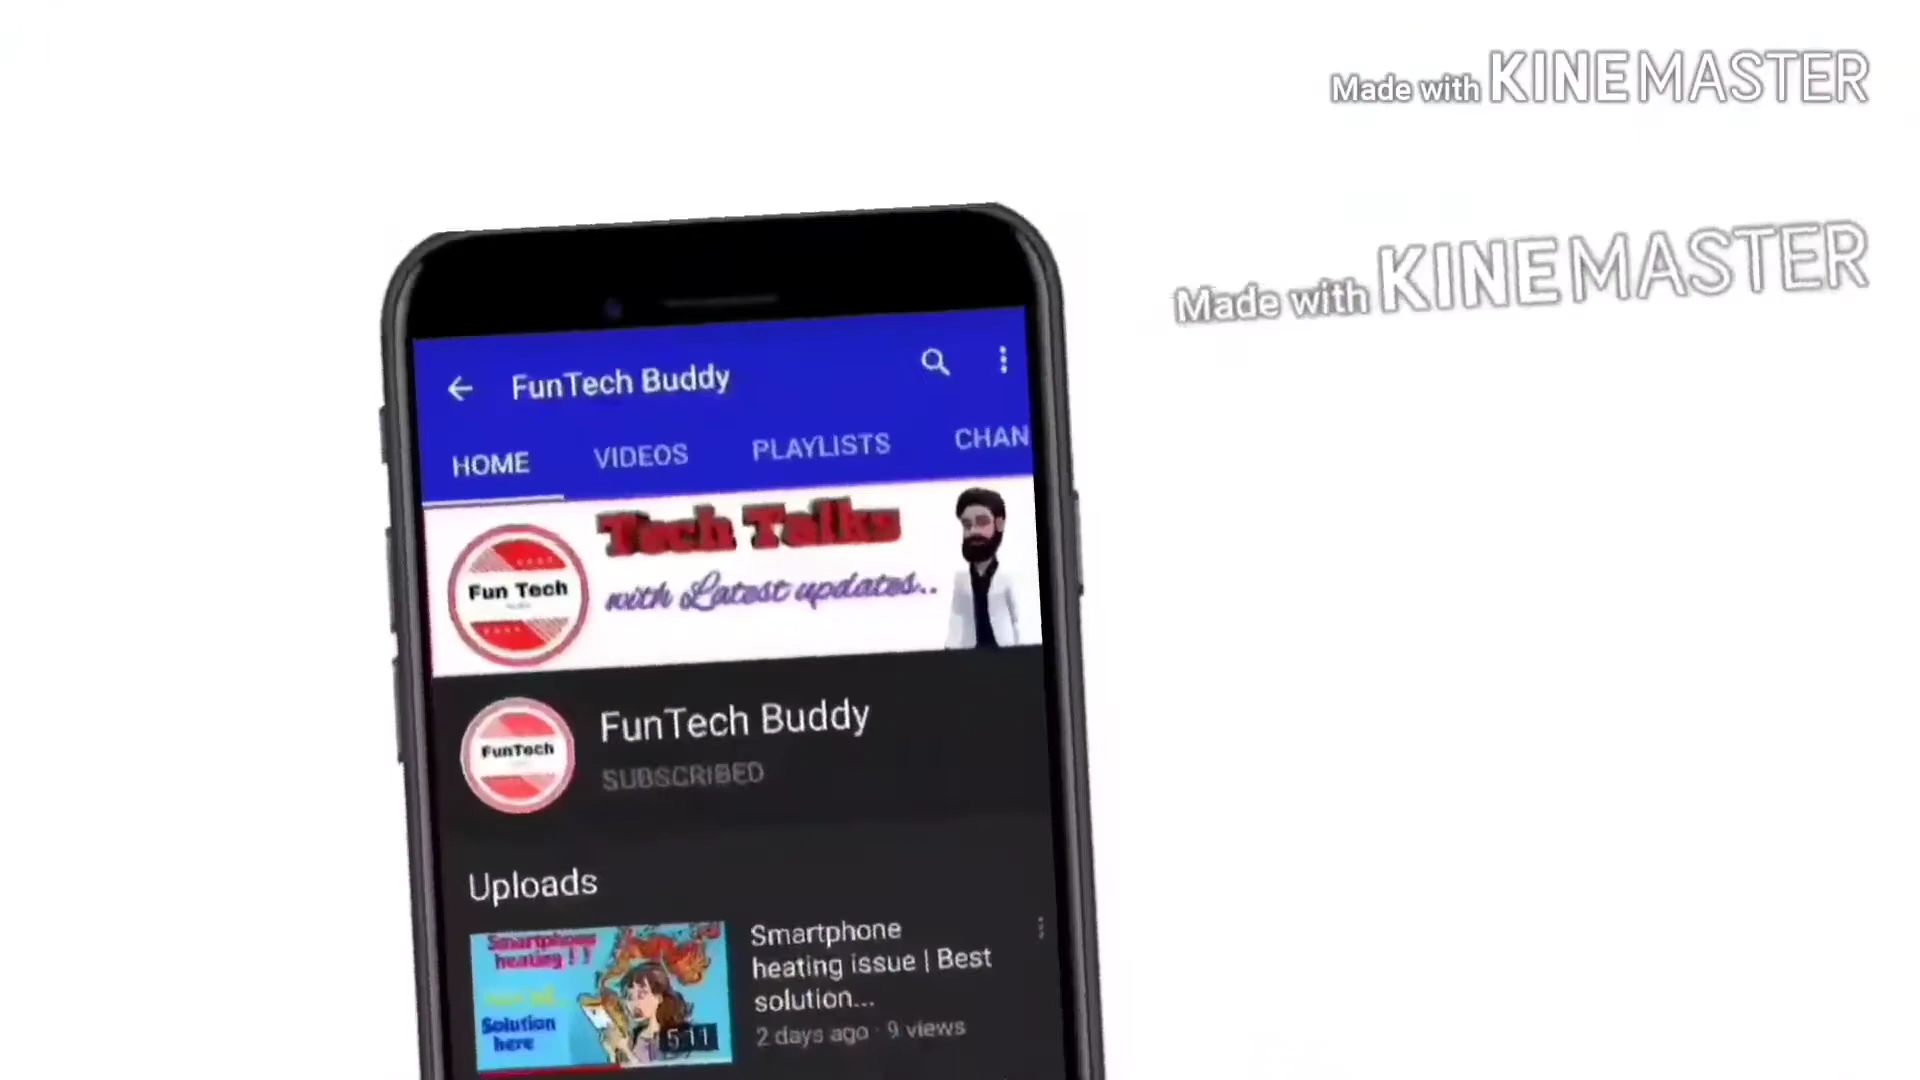 Made with KINEMASTER
Made with KINEMASTER
FunTech Buddy
HOME VIDEOS PLAYLISTS CHAN
Tech Talks
with Latest updates..
Fun Tech
FunTech
FunTech Buddy
SUBSCRIBED
Uploads
Smartphone
heating !!
Solution
here
5:11
Smartphone
heating issue | Best
solution...
2 days ago · 9 views